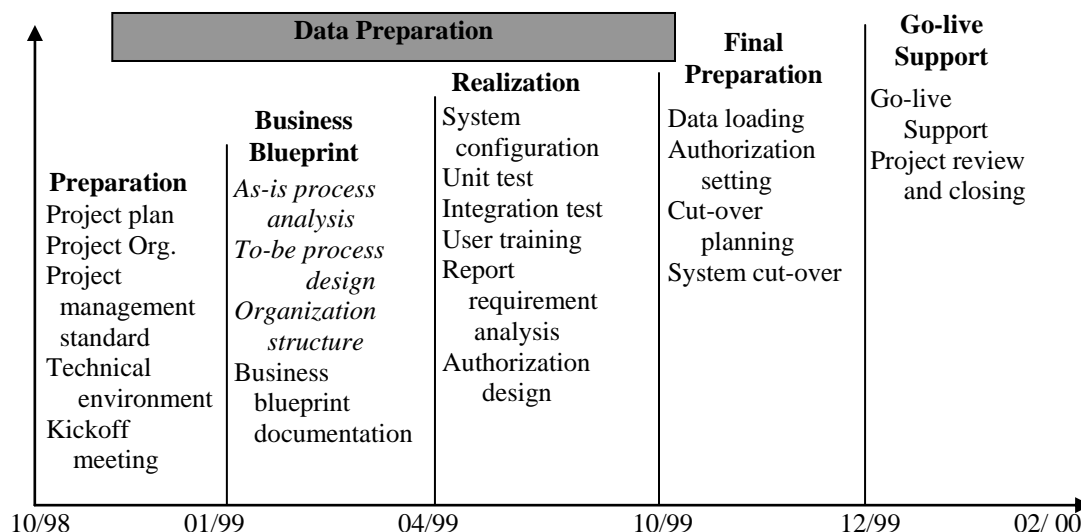 Data Preparation
Preparation
Project plan
Project Org.
Project
management
standard
Technical
environment
Kickoff
meeting
Business
Blueprint
As-is process
analysis
To-be process
design
Organization
structure
Business
blueprint
documentation
Realization
System
configuration
Unit test
Integration test
User training
Report
requirement
analysis
Authorization
design
Final
Preparation
Data loading
Authorization
setting
Cut-over
planning
System cut-over
Go-live
Support
Go-live
Support
Project review
and closing
10/98 01/99 04/99 10/99 12/99 02/ 00